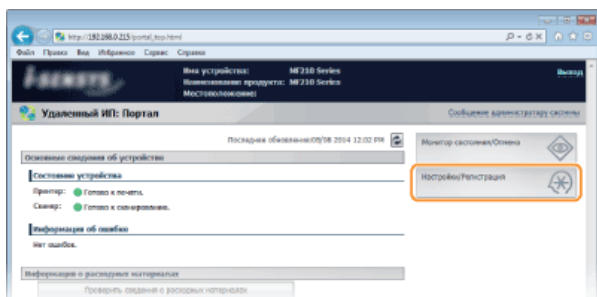 http://192.168.0.215/portal_top.html
Файл Правка Вид Избранное Сервис Справка
Имя устройства: MF210 Series
Наименование продукта: MF210 Series
Местоположение:
Выход
Удаленный ИП: Портал
Сообщение администратору системы
Последнее обновление:09/08 2014 12:02 PM
Монитор состояния/Отмена
Основные сведения об устройстве
Состояние устройства
Настройки/Регистрация
Принтер: Готово к печати.
Сканер: Готово к сканированию.
Информация об ошибке
Нет ошибок.
Информация о расходных материалах
Проверить сведения о расходных материалах